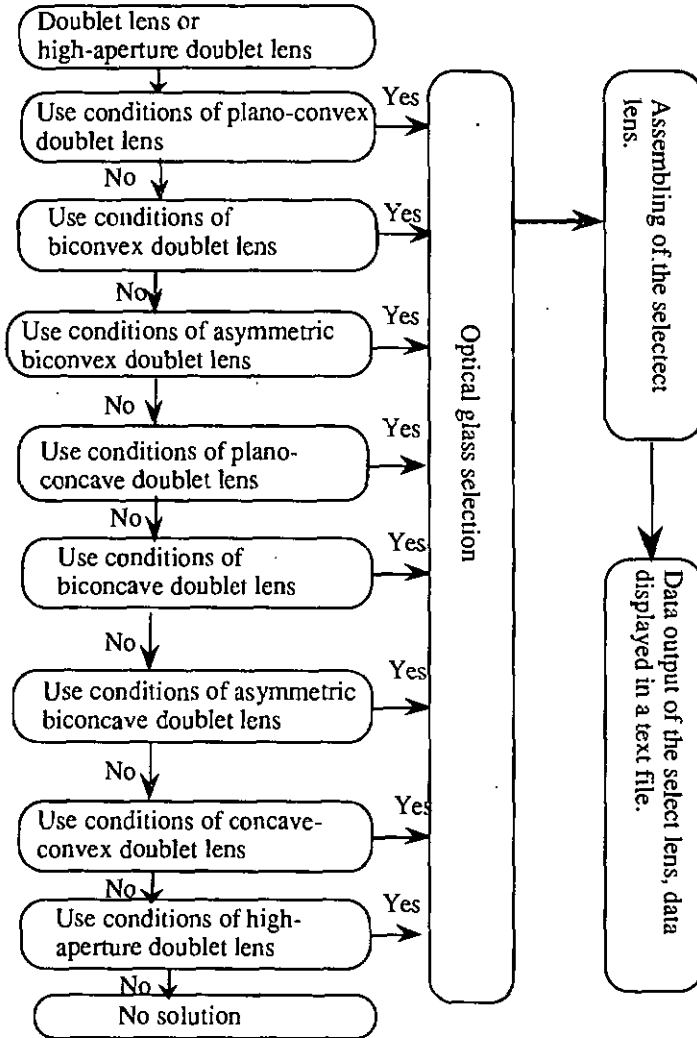 Doublet lens or
high-aperture doublet lens
Yes
Use conditions of plano-convex
doublet lens
No
Yes
Use conditions of
biconvex doublet lens
No
Yes
Use conditions of asymmetric
biconvex doublet lens
No
Yes
Use conditions of plano-
concave doublet lens
No
Yes
Use conditions of
biconcave doublet lens
No
Yes
Use conditions of asymmetric
biconcave doublet lens
No
Yes
Use conditions of concave-
convex doublet lens
No
Yes
Use conditions of high-
aperture doublet lens
No
No solution
Optical glass selection
Assembling of the selectect
lens.
Data output of the select lens, data
displayed in a text file.